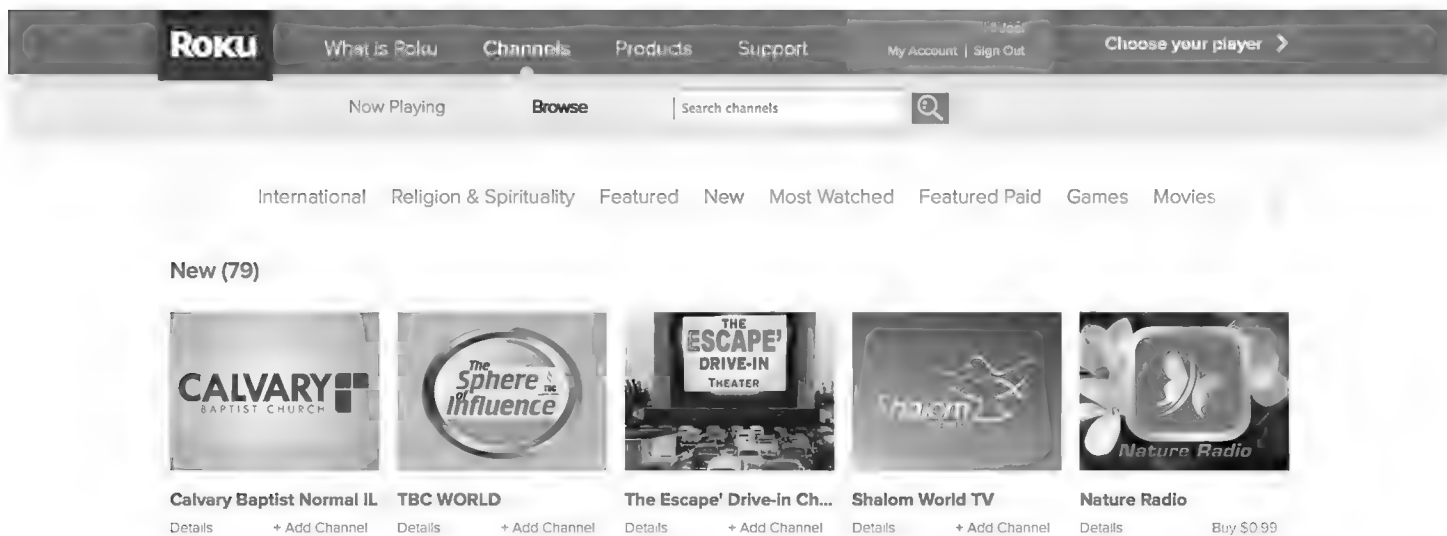 Roku What is Roku Channels Products Support
My Account | Sign Out
Choose your player
Now Playing Browse Search channels
International Religion & Spirituality Featured New Most Watched Featured Paid Games Movies
New (79)
CALVARY
BAPTIST CHURCH
The
Sphere
of TBC
Influence
THE
ESCAPE'
DRIVE-IN
THEATER
Shalom
Nature Radio
Calvary Baptist Normal IL TBC WORLD The Escape' Drive-in Ch... Shalom World TV Nature Radio
Details + Add Channel Details + Add Channel Details + Add Channel Details + Add Channel Details Buy $0.99